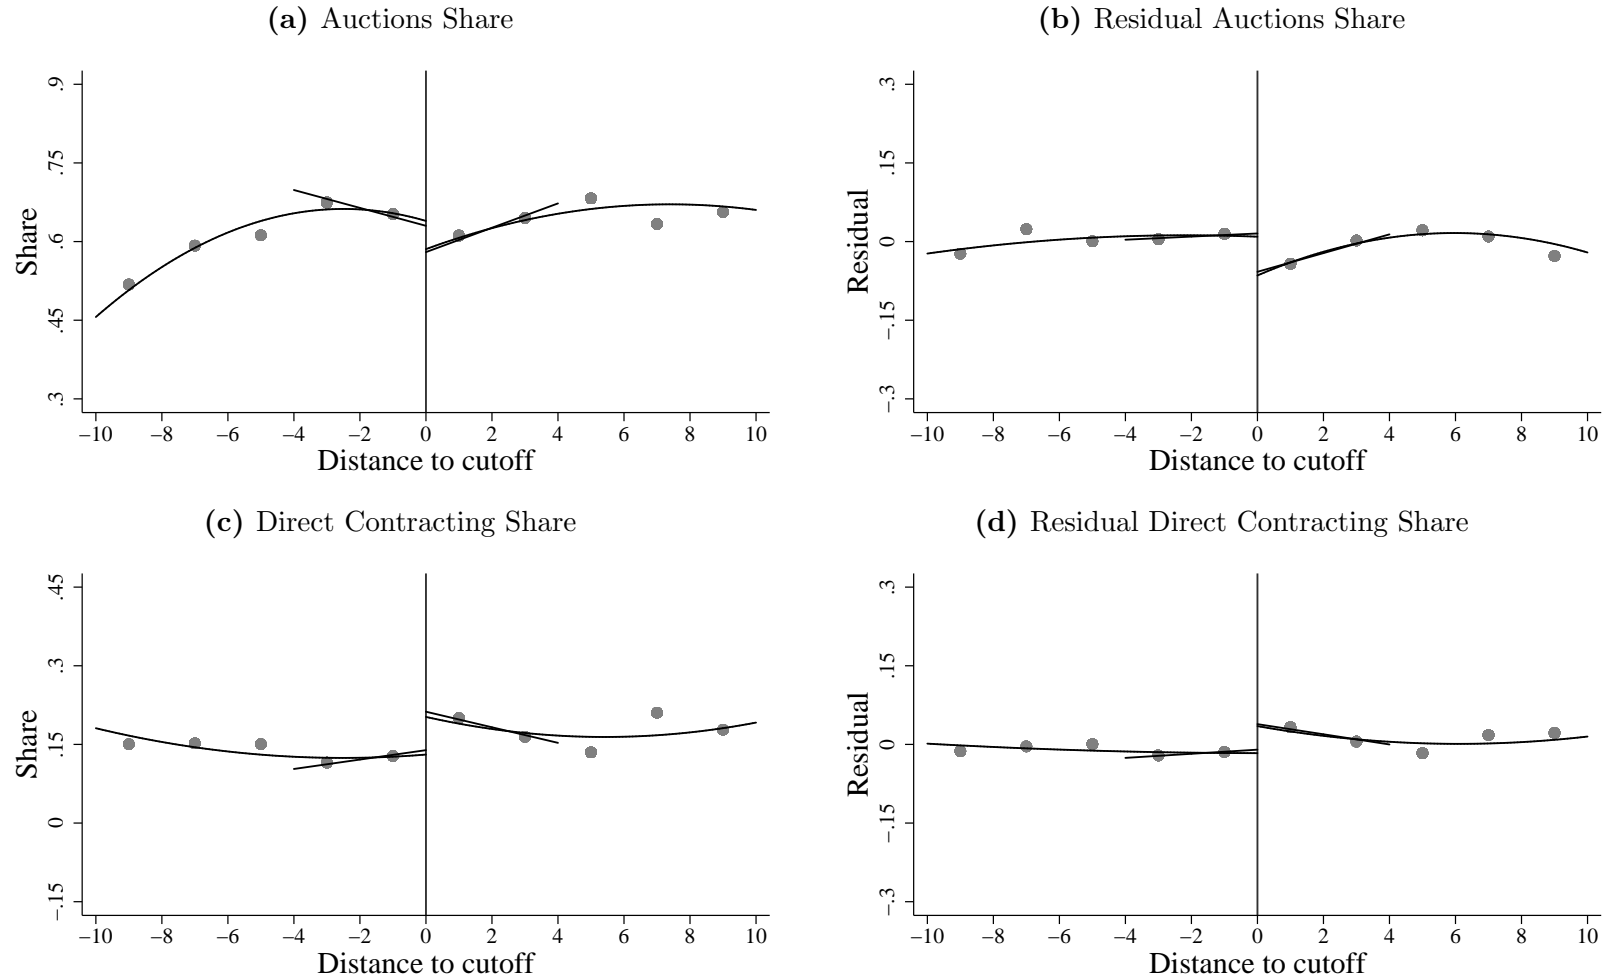 (a) Auctions Share
(b) Residual Auctions Share
.9
.75
.6
.45
.3
Share
−10 −8 −6 −4 −2 0 2 4 6 8 10
Distance to cutoff
.3
.15
0
−.15
−.3
Residual
−10 −8 −6 −4 −2 0 2 4 6 8 10
Distance to cutoff
(c) Direct Contracting Share
(d) Residual Direct Contracting Share
.45
.3
.15
0
−.15
Share
−10 −8 −6 −4 −2 0 2 4 6 8 10
Distance to cutoff
.3
.15
0
−.15
−.3
Residual
−10 −8 −6 −4 −2 0 2 4 6 8 10
Distance to cutoff